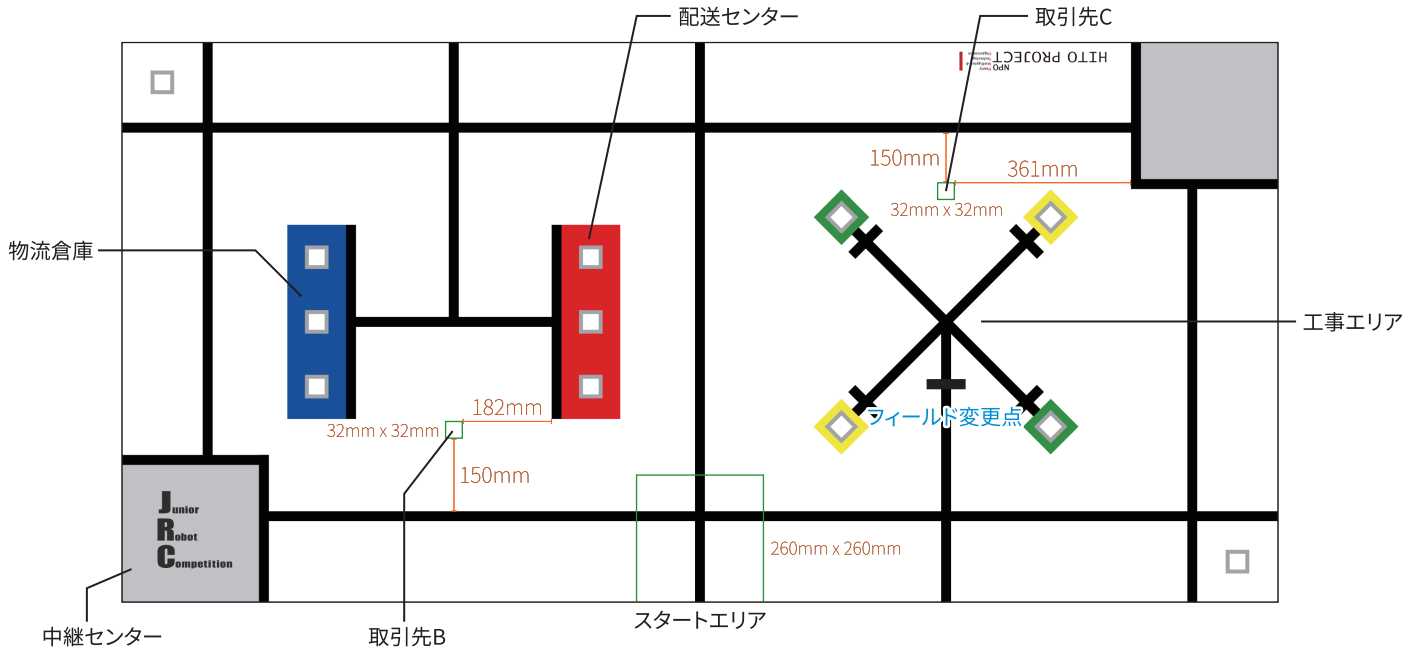 配送センター
取引先C
HITO PROJECT
NPO
150mm
361mm
32mm x 32mm
物流倉庫
工事エリア
182mm
32mm x 32mm
フィールド変更点
150mm
Junior
Robot
Competition
260mm x 260mm
スタートエリア
中継センター
取引先B